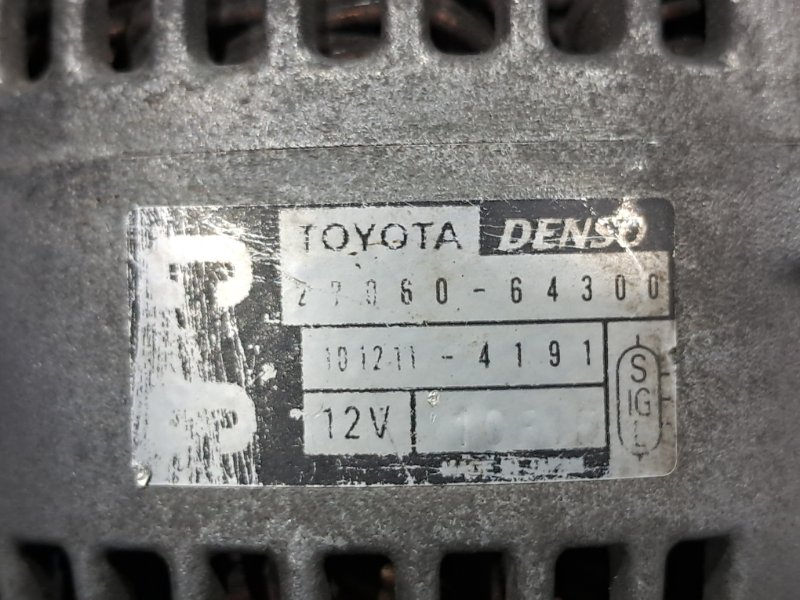 TOYOTA DENSO
27060-64300
101211-4191
12V
S
IG
L